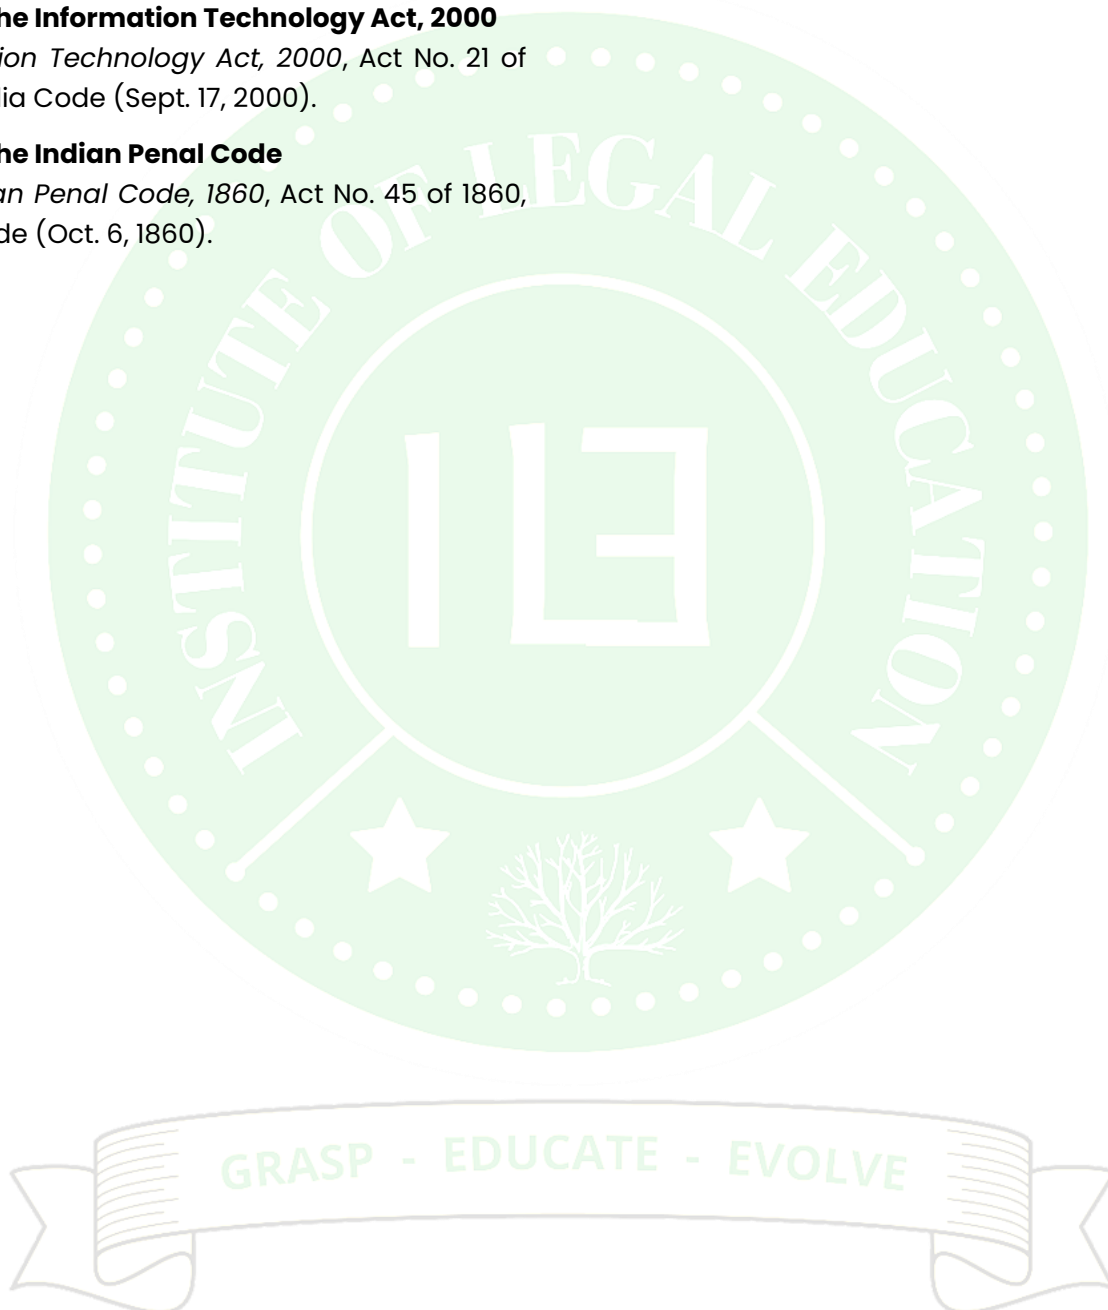 he Information Technology Act, 2000
ion Technology Act, 2000, Act No. 21 of
lia Code (Sept. 17, 2000).
he Indian Penal Code
an Penal Code, 1860, Act No. 45 of 1860,
de (Oct. 6, 1860).
INSTITUTE OF LEGAL EDUCATION
ILE
GRASP - EDUCATE - EVOLVE